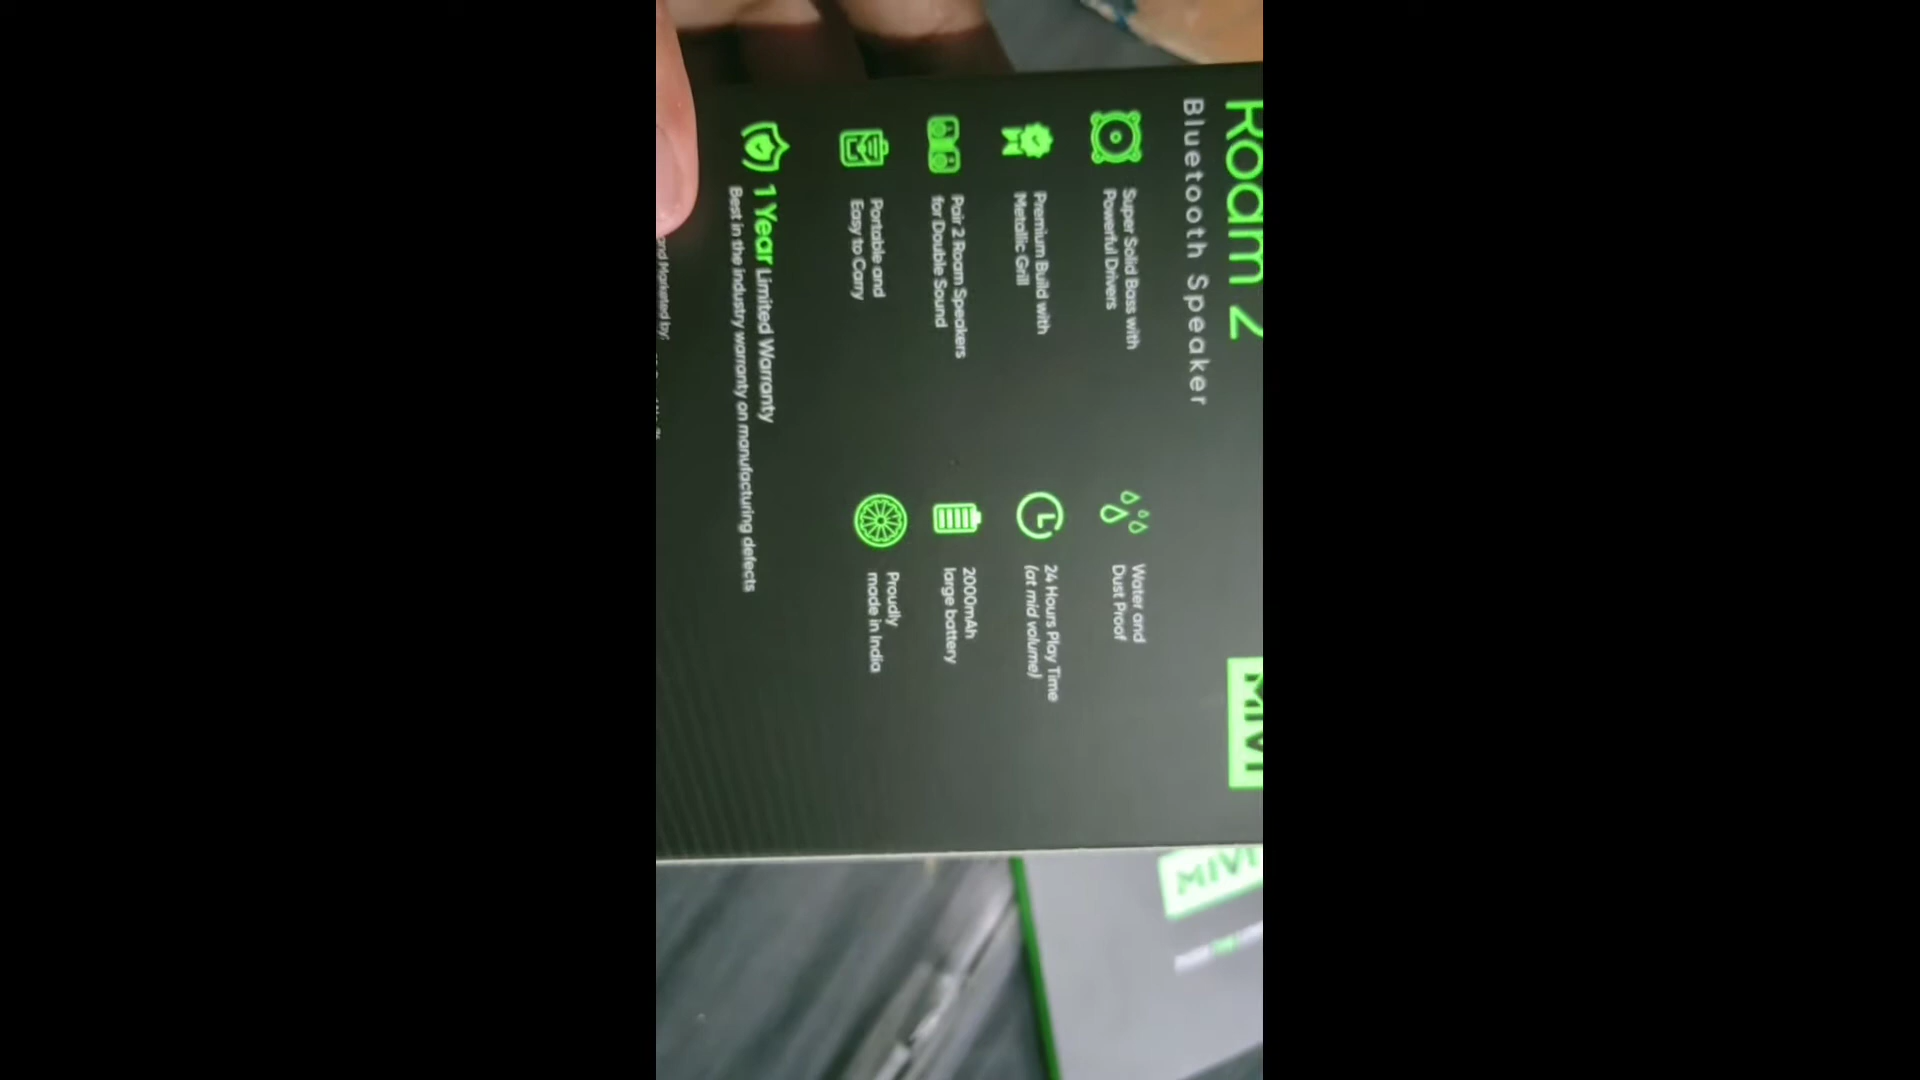 Roam 2
Bluetooth Speaker
MIVI
Super Solid Bass with
Powerful Drivers
Premium Build with
Metallic Grill
Pair 2 Roam Speakers
for Double Sound
Portable and
Easy to Carry
Water and
Dust Proof
24 Hours Play Time
(at mid volume)
2000mAh
large battery
Proudly
made in India
1 Year Limited Warranty
Best in the industry warranty on manufacturing defects
and Marketed by:
MIVI